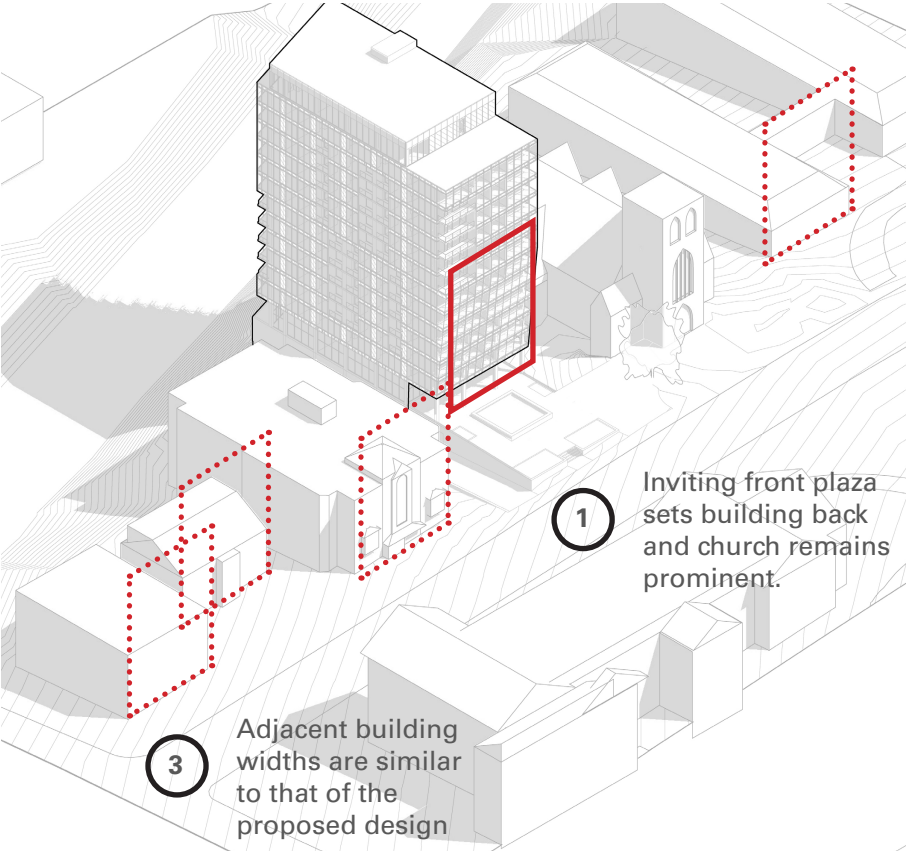 1
Inviting front plaza
sets building back
and church remains
prominent.
3
Adjacent building
widths are similar
to that of the
proposed design